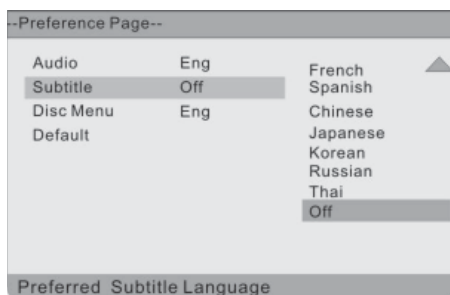 --Preference Page--
Audio Eng
Subtitle Off
Disc Menu Eng
Default
French
Spanish
Chinese
Japanese
Korean
Russian
Thai
Off
Preferred Subtitle Language